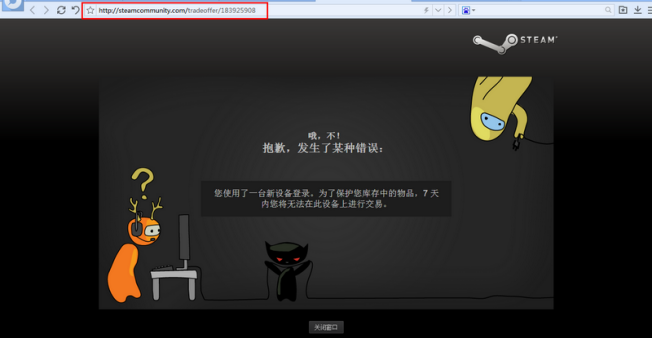 http://steamcommunity.com/tradeoffer/183925908
STEAM
哦，不！
抱歉，发生了某种错误：
您使用了一台新设备登录。为了保护您库存中的物品，7 天
内您将无法在此设备上进行交易。
关闭窗口